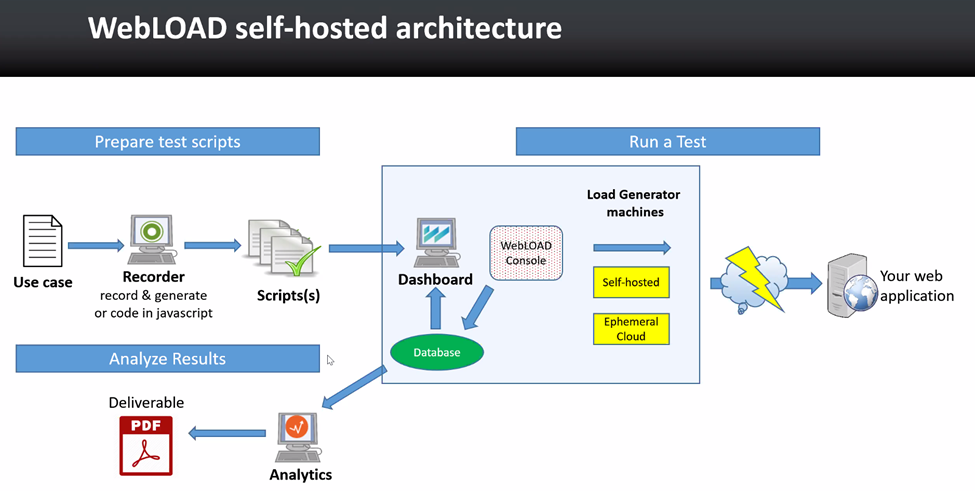 WebLOAD self-hosted architecture
Prepare test scripts
Run a Test
Use case
Recorder
record & generate
or code in javascript
Scripts(s)
Dashboard
WebLOAD
Console
Load Generator
machines
Self-hosted
Ephemeral
Cloud
Your web
application
Database
Analyze Results
Deliverable
PDF
Analytics